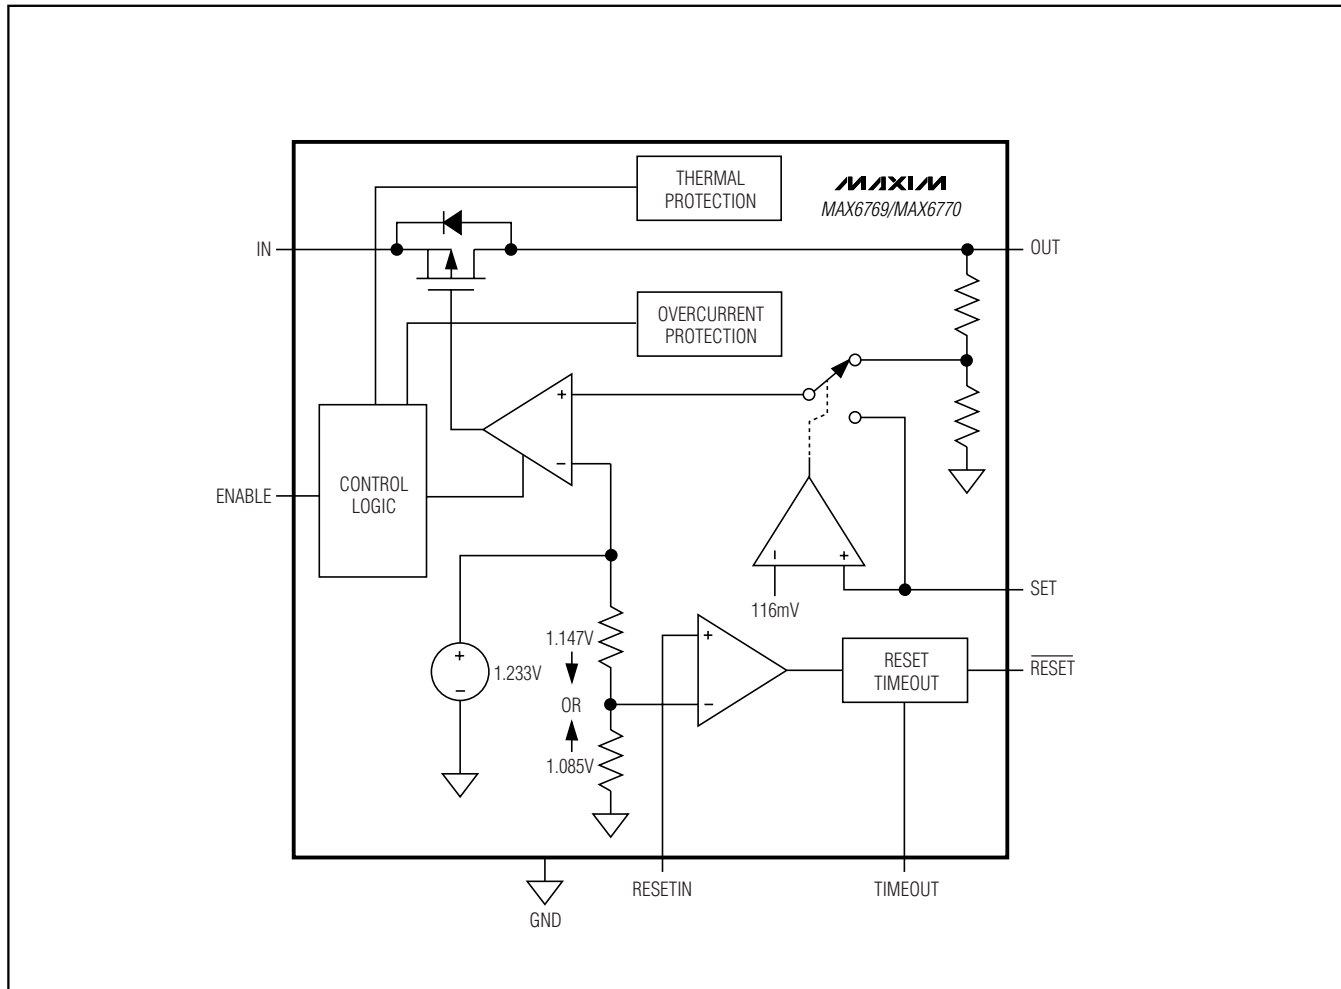 THERMAL
PROTECTION
MAXIM
MAX6769/MAX6770
IN
OUT
OVERCURRENT
PROTECTION
+
−
CONTROL
LOGIC
ENABLE
−
+
116mV
SET
1.147V
+
−
1.233V
OR
1.085V
+
−
RESET
TIMEOUT
RESET
RESETIN
TIMEOUT
GND